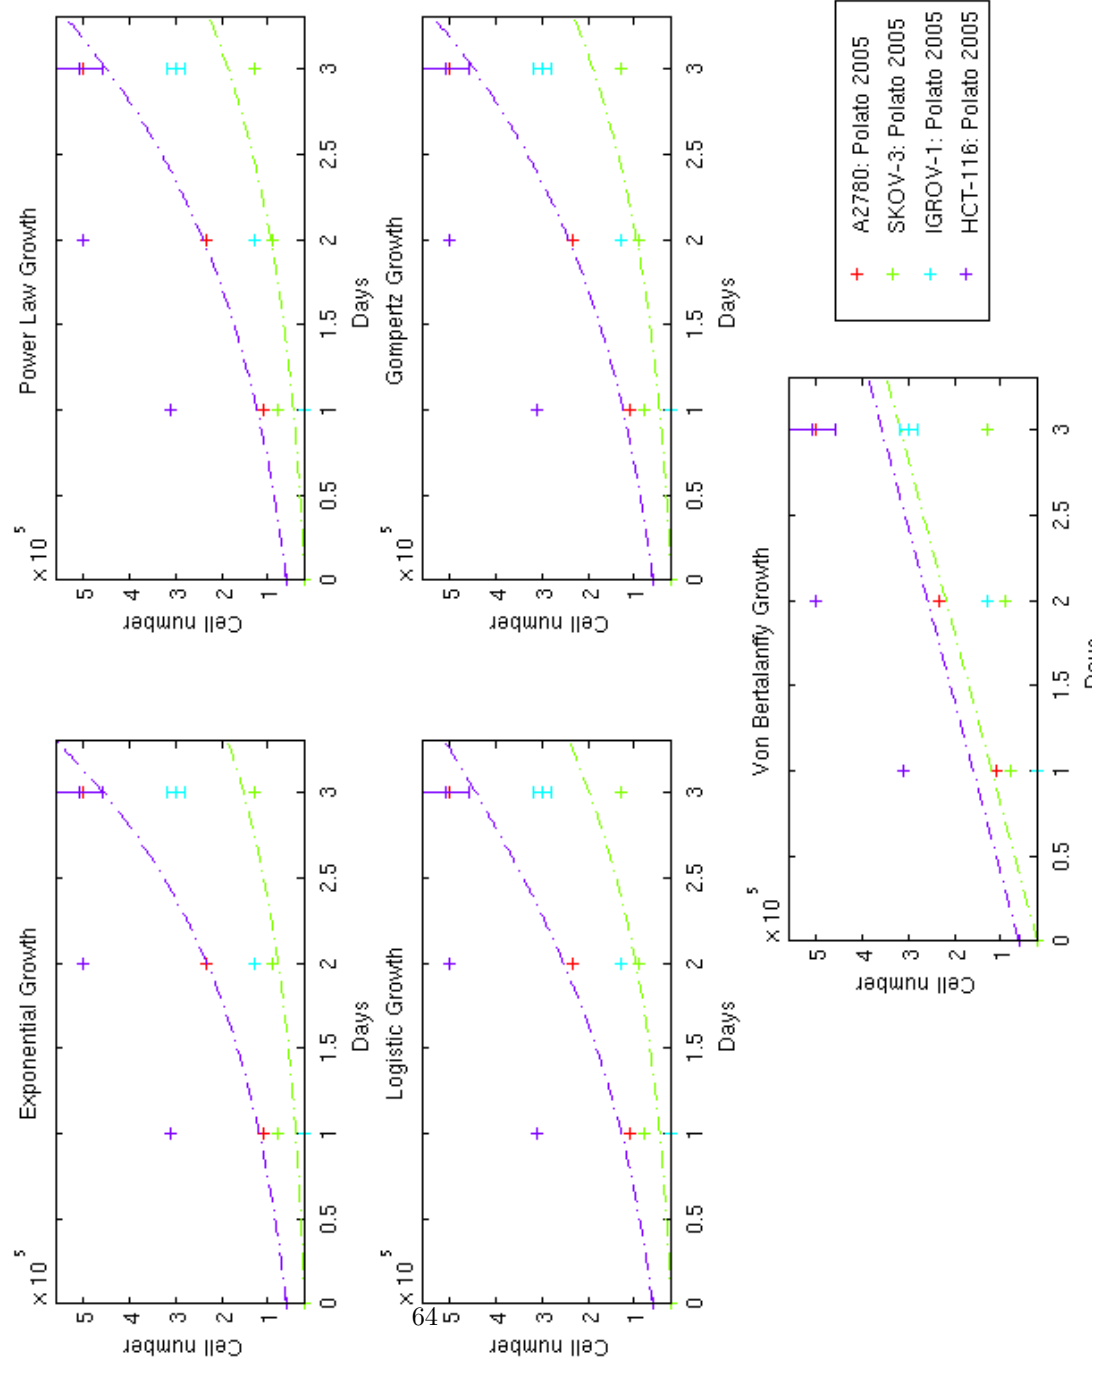 Exponential Growth
× 10 5
5
4
3
2
1
0
0.5
1
1.5
2
2.5
3
Cell number
Days
Power Law Growth
× 10 5
5
4
3
2
1
0
0.5
1
1.5
2
2.5
3
Cell number
Days
Logistic Growth
× 10 5
5
4
3
2
1
0
0.5
1
1.5
2
2.5
3
Cell number
Days
Gompertz Growth
× 10 5
5
4
3
2
1
0
0.5
1
1.5
2
2.5
3
Cell number
Days
Von Bertalanffy Growth
× 10 5
5
4
3
2
1
0
0.5
1
1.5
2
2.5
3
Cell number
Days
A2780: Polato 2005
SKOV-3: Polato 2005
IGROV-1: Polato 2005
HCT-116: Polato 2005
64